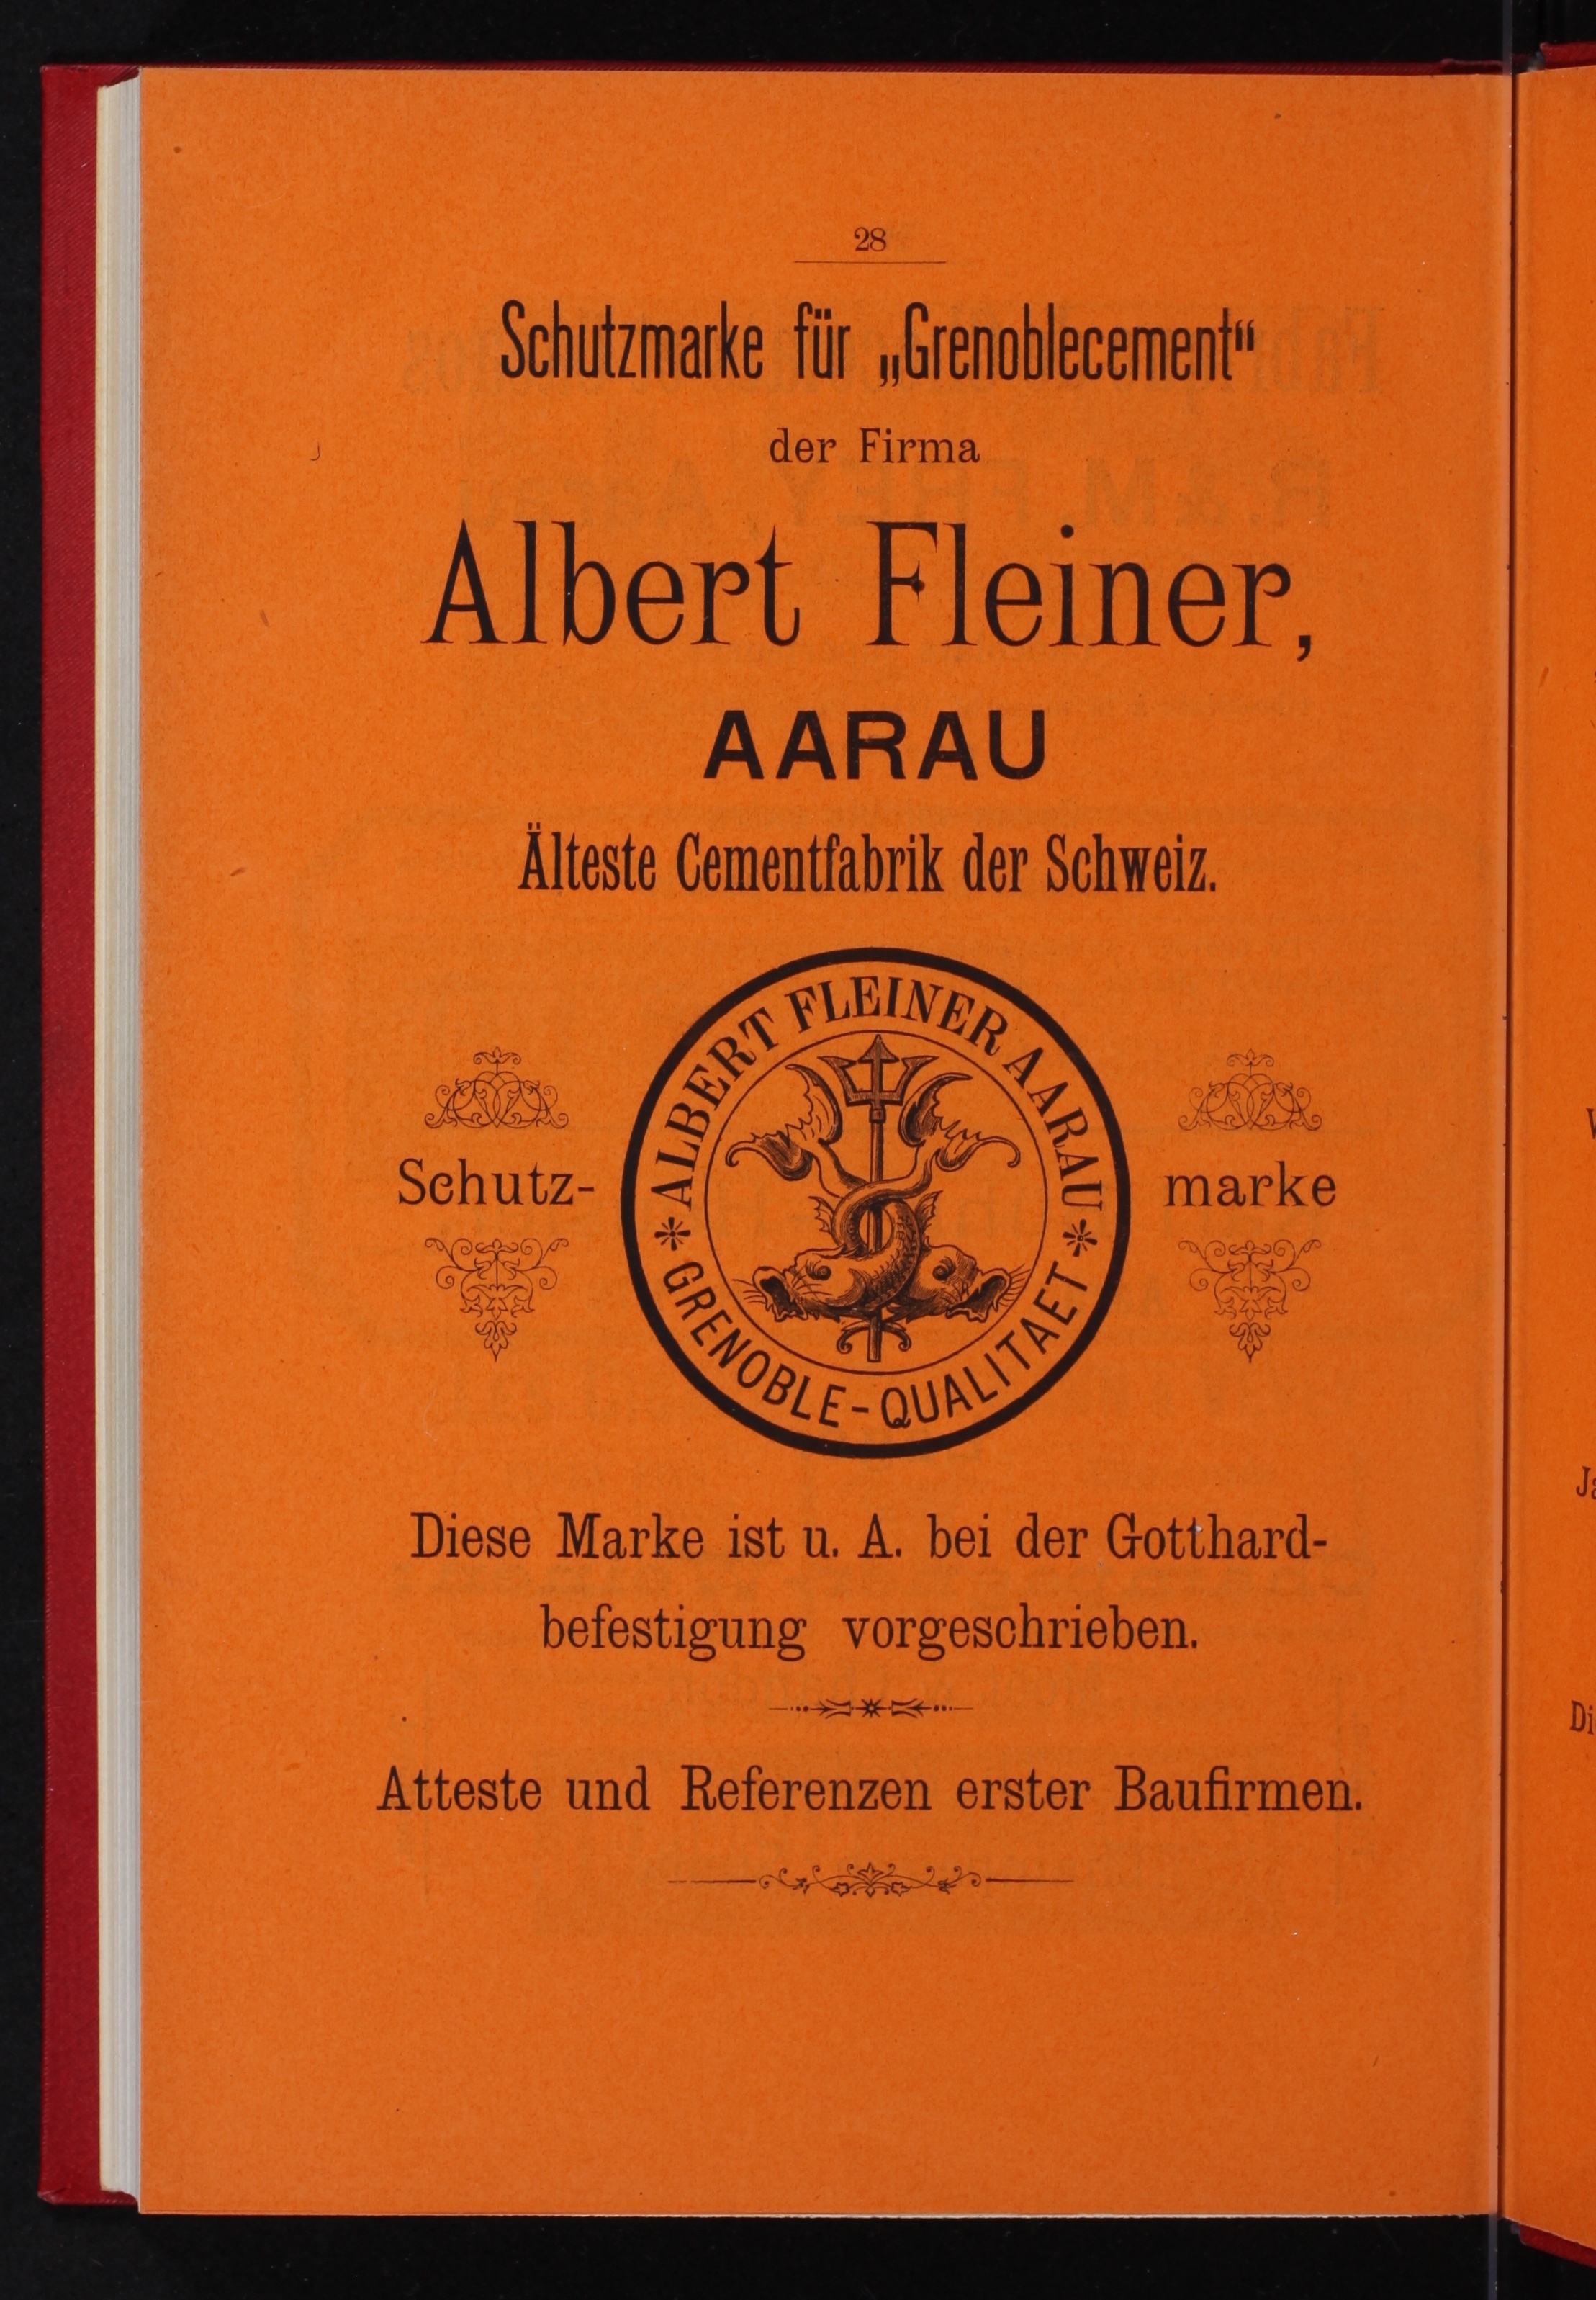 28
Schutzmarke für „Grenoblecement“
der Firma
Albert Fleiner,
AARAU
Älteste Cementfabrik der Schweiz.
Schutz-
* ALBERT FLEINER AARAU *
GRENOBLE-QUALITAET
marke
Diese Marke ist u. A. bei der Gotthard-
befestigung vorgeschrieben.
Atteste und Referenzen erster Baufirmen.